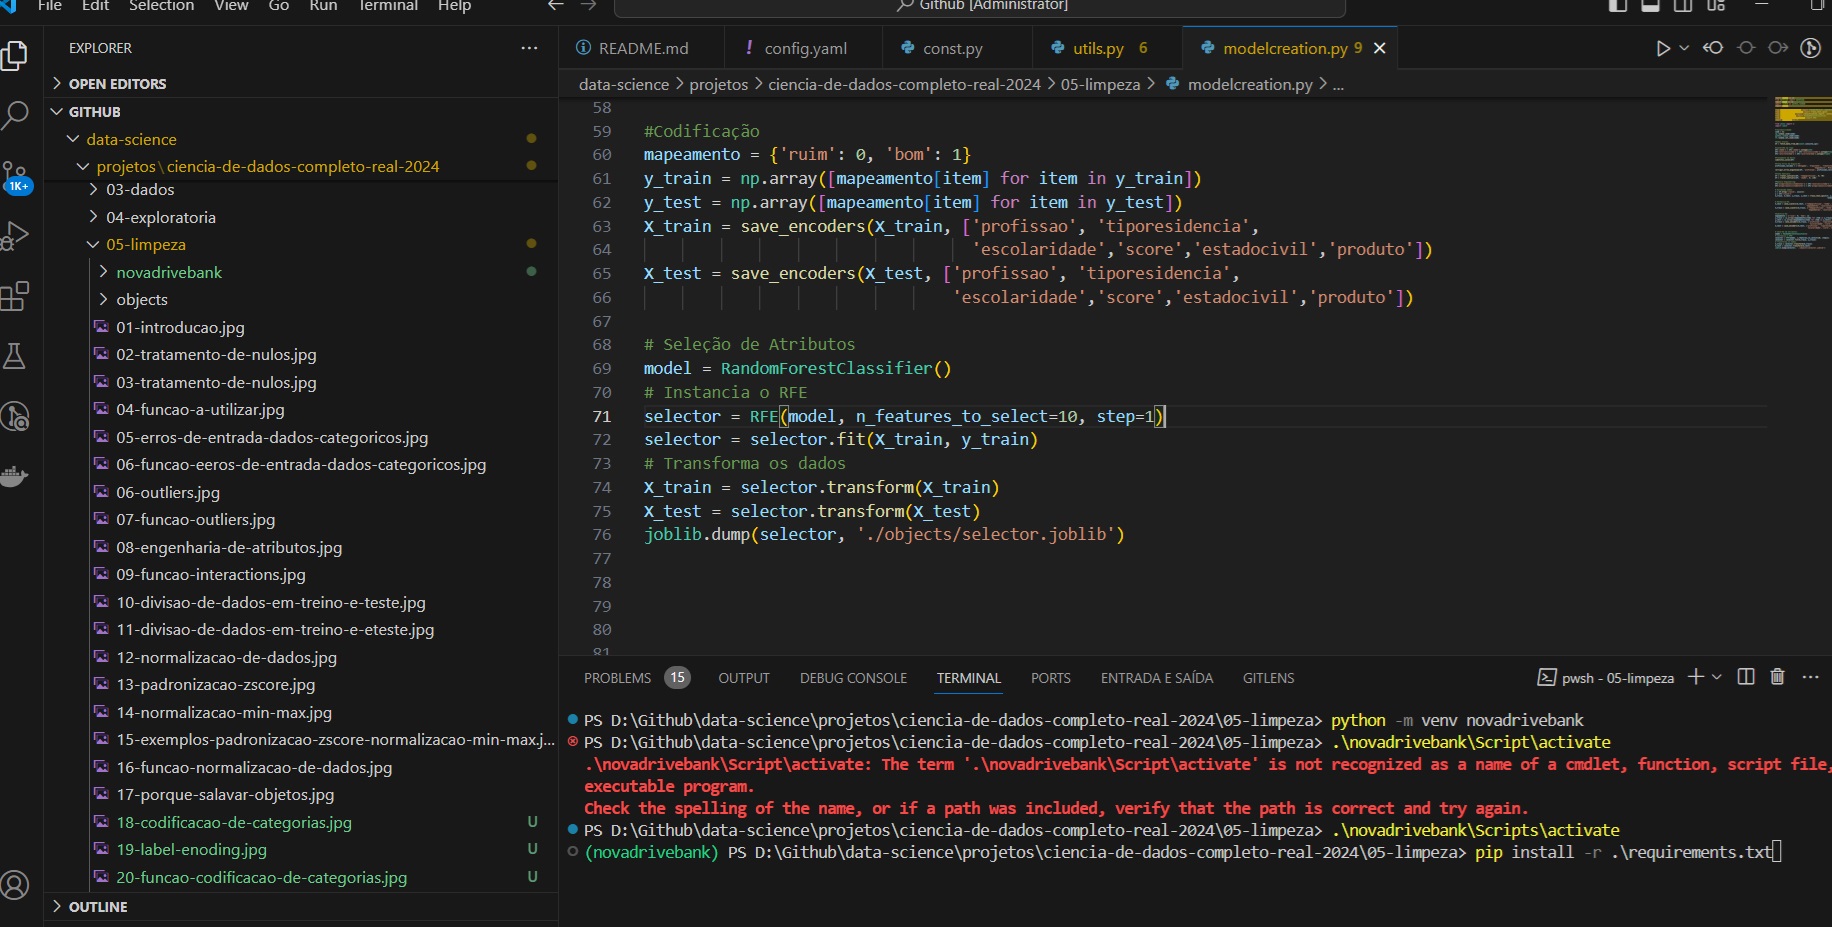 File Edit Selection View Go Run Terminal Help
Github [Administrator]
EXPLORER
OPEN EDITORS
GITHUB
data-science
projetos\ciencia-de-dados-completo-real-2024
03-dados
04-exploratoria
05-limpeza
novadrivebank
objects
01-introducao.jpg
02-tratamento-de-nulos.jpg
03-tratamento-de-nulos.jpg
04-funcao-a-utilizar.jpg
05-erros-de-entrada-dados-categoricos.jpg
06-funcao-eeros-de-entrada-dados-categoricos.jpg
06-outliers.jpg
07-funcao-outliers.jpg
08-engenharia-de-atributos.jpg
09-funcao-interactions.jpg
10-divisao-de-dados-em-treino-e-teste.jpg
11-divisao-de-dados-em-treino-e-eteste.jpg
12-normalizacao-de-dados.jpg
13-padronizacao-zscore.jpg
14-normalizacao-min-max.jpg
15-exemplos-padronizacao-zscore-normalizacao-min-max.j...
16-funcao-normalizacao-de-dados.jpg
17-porque-salavar-objetos.jpg
18-codificacao-de-categorias.jpg U
19-label-enoding.jpg U
20-funcao-codificacao-de-categorias.jpg U
OUTLINE
1K+
README.md ! config.yaml const.py utils.py 6 modelcreation.py 9
data-science > projetos > ciencia-de-dados-completo-real-2024 > 05-limpeza > modelcreation.py > ...
58
59 #Codificação
60 mapeamento = {'ruim': 0, 'bom': 1}
61 y_train = np.array([mapeamento[item] for item in y_train])
62 y_test = np.array([mapeamento[item] for item in y_test])
63 X_train = save_encoders(X_train, ['profissao', 'tiporesidencia',
64 'escolaridade','score','estadocivil','produto'])
65 X_test = save_encoders(X_test, ['profissao', 'tiporesidencia',
66 'escolaridade','score','estadocivil','produto'])
67
68 # Seleção de Atributos
69 model = RandomForestClassifier()
70 # Instancia o RFE
71 selector = RFE(model, n_features_to_select=10, step=1)
72 selector = selector.fit(X_train, y_train)
73 # Transforma os dados
74 X_train = selector.transform(X_train)
75 X_test = selector.transform(X_test)
76 joblib.dump(selector, './objects/selector.joblib')
77
78
79
80
81
PROBLEMS 15 OUTPUT DEBUG CONSOLE TERMINAL PORTS ENTRADA E SAÍDA GITLENS
pwsh - 05-limpeza
PS D:\Github\data-science\projetos\ciencia-de-dados-completo-real-2024\05-limpeza> python -m venv novadrivebank
PS D:\Github\data-science\projetos\ciencia-de-dados-completo-real-2024\05-limpeza> .\novadrivebank\Script\activate
.\novadrivebank\Script\activate: The term '.\novadrivebank\Script\activate' is not recognized as a name of a cmdlet, function, script file,
executable program.
Check the spelling of the name, or if a path was included, verify that the path is correct and try again.
PS D:\Github\data-science\projetos\ciencia-de-dados-completo-real-2024\05-limpeza> .\novadrivebank\Scripts\activate
(novadrivebank) PS D:\Github\data-science\projetos\ciencia-de-dados-completo-real-2024\05-limpeza> pip install -r .\requirements.txt